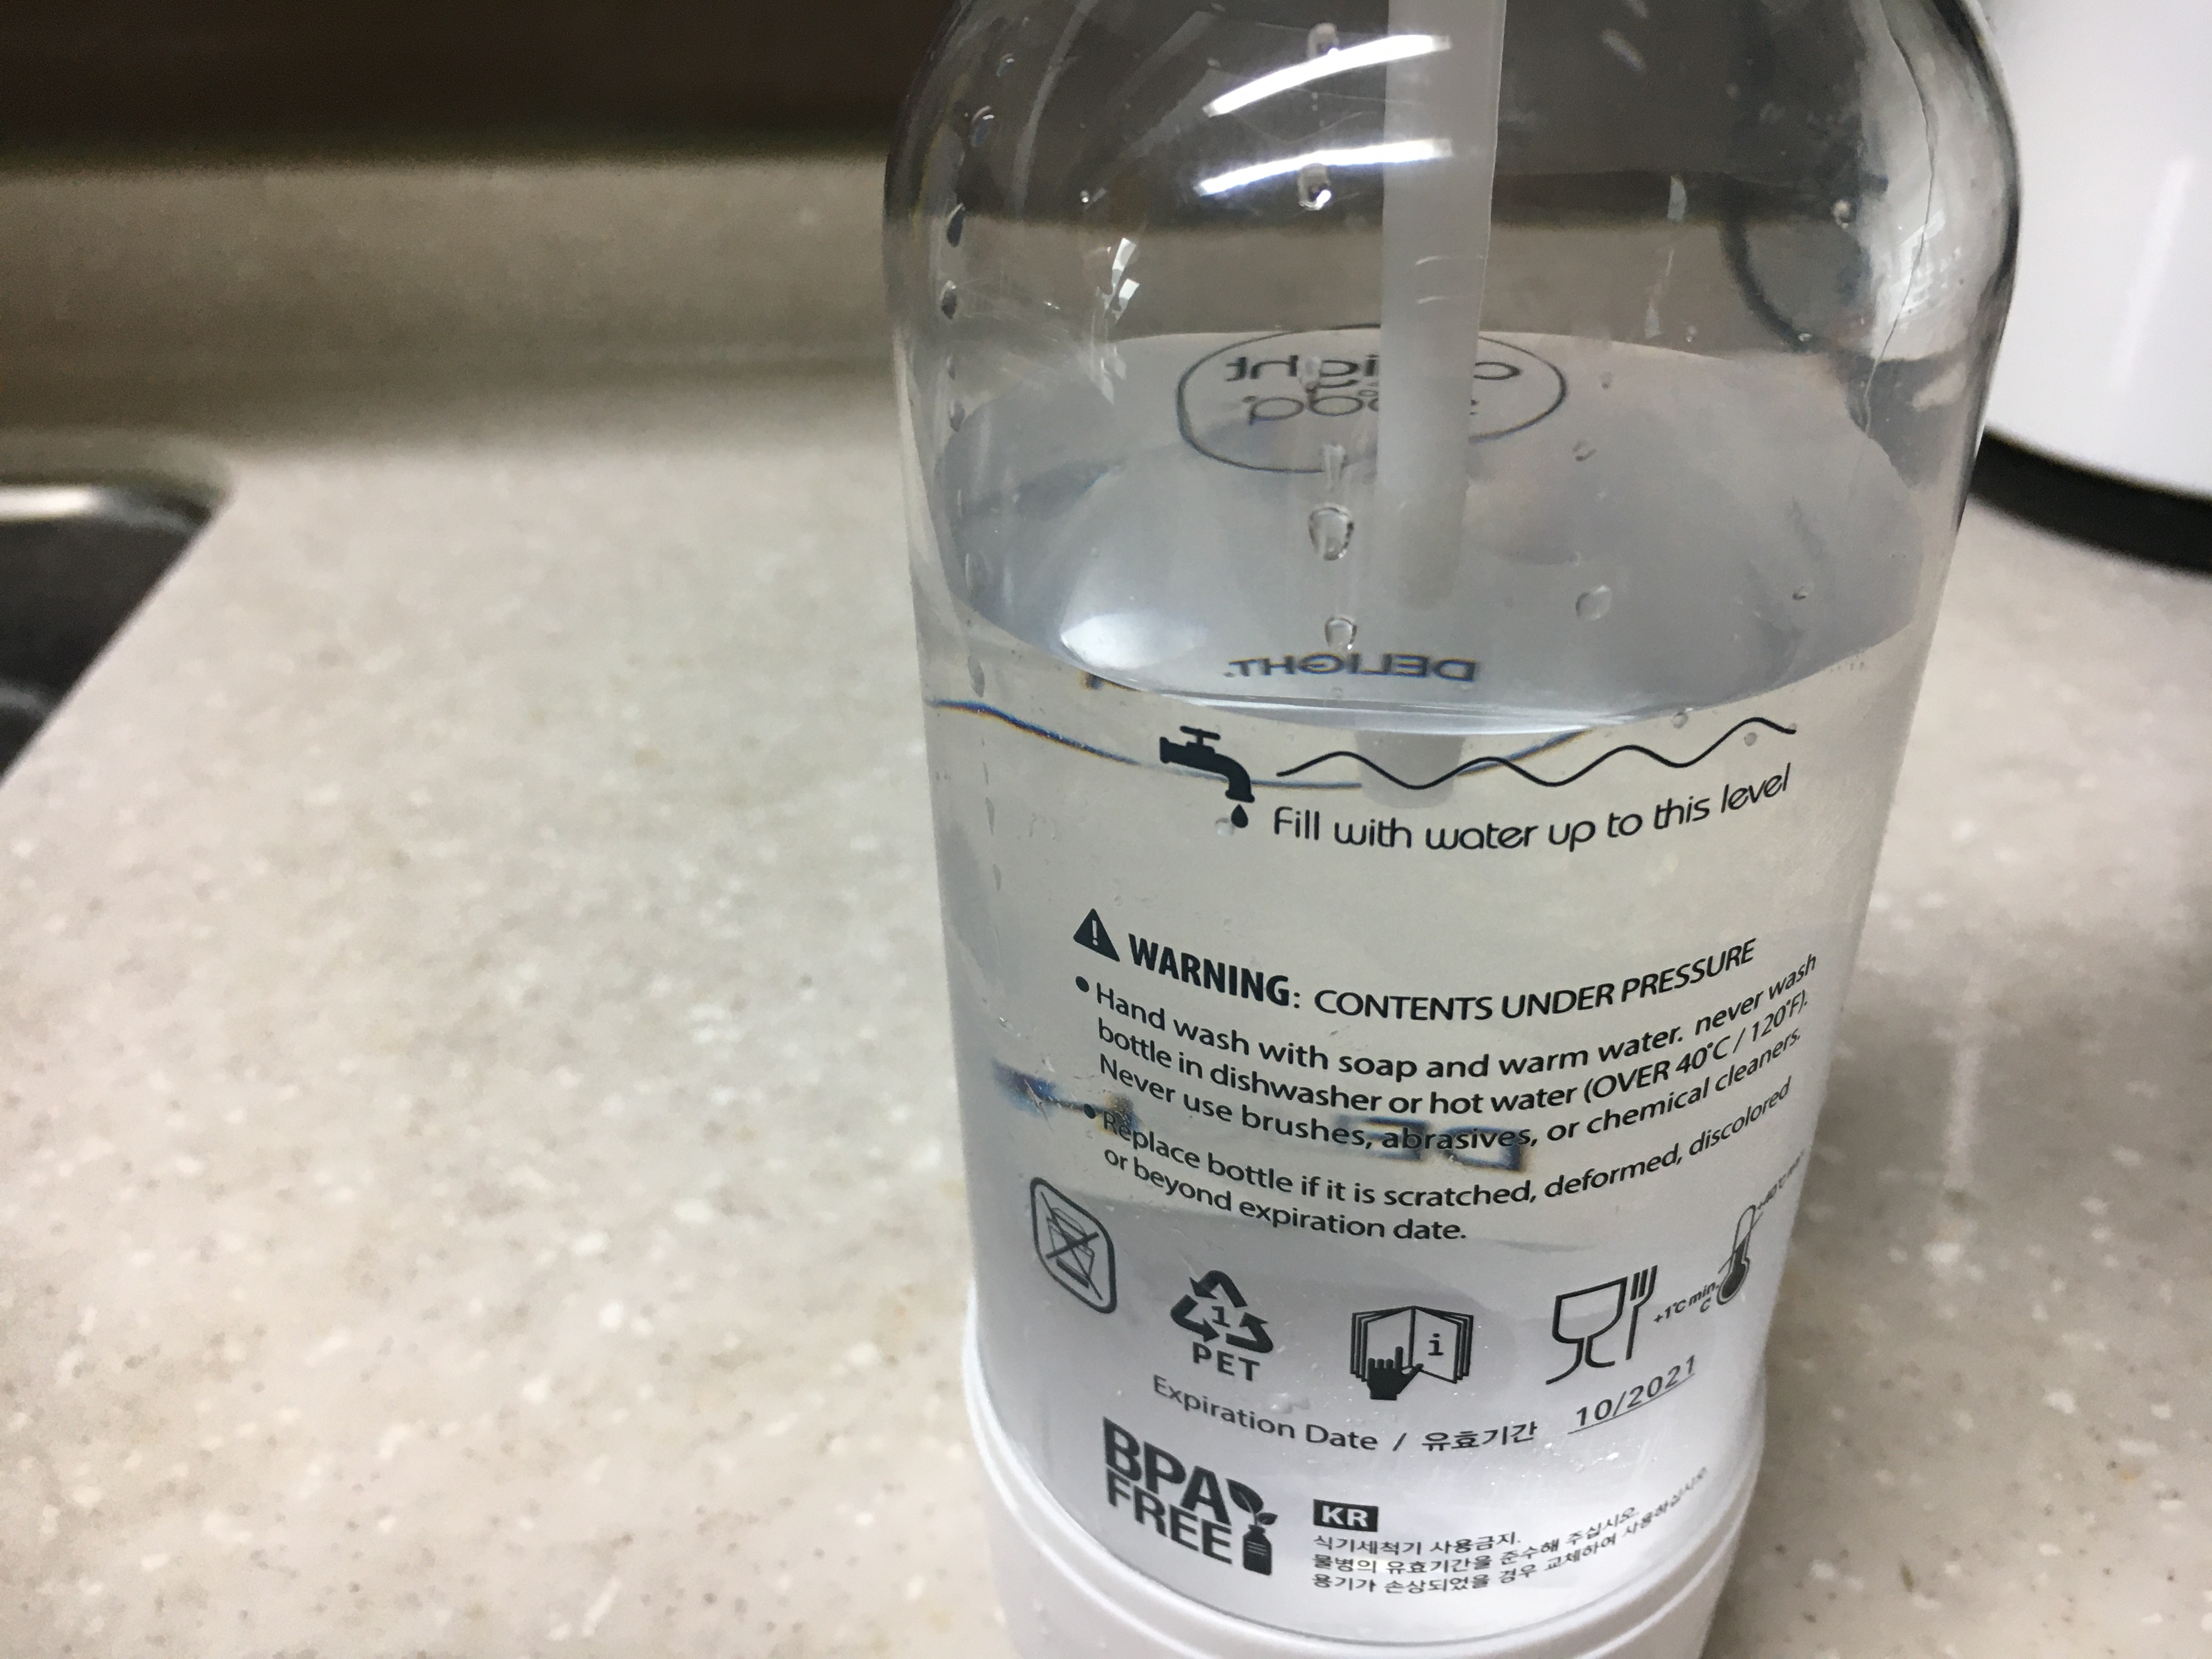 DELIGHT.
Fill with water up to this level
WARNING: CONTENTS UNDER PRESSURE
• Hand wash with soap and warm water. never wash
bottle in dishwasher or hot water (OVER 40°C / 120°F).
Never use brushes, abrasives, or chemical cleaners.
• Replace bottle if it is scratched, deformed, discolored
or beyond expiration date.
1
PET
i
+1°C min.
Expiration Date / 유효기간 10/2021
BPA
FREE
KR
식기세척기 사용금지.
물병의 유효기간을 준수해 주십시오.
용기가 손상되었을 경우 교체하여 사용하십시오.